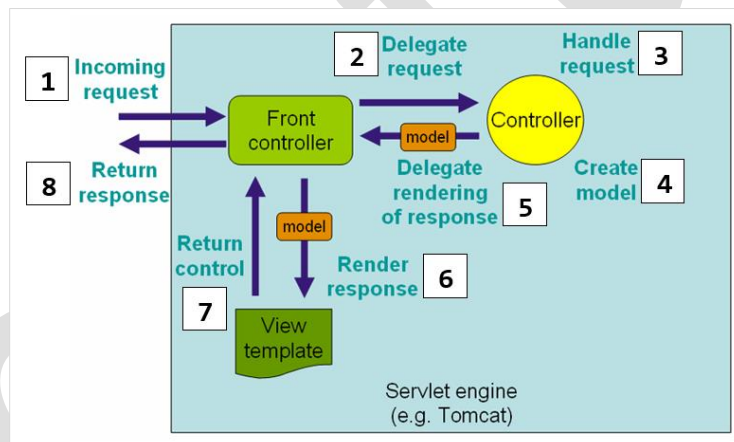 1
Incoming
request
2
Delegate
request
Handle
request
3
Front
controller
Controller
model
8
Return
response
Delegate
rendering
of response
5
Create
model
4
model
Return
control
7
Render
response
6
View
template
Servlet engine
(e.g. Tomcat)